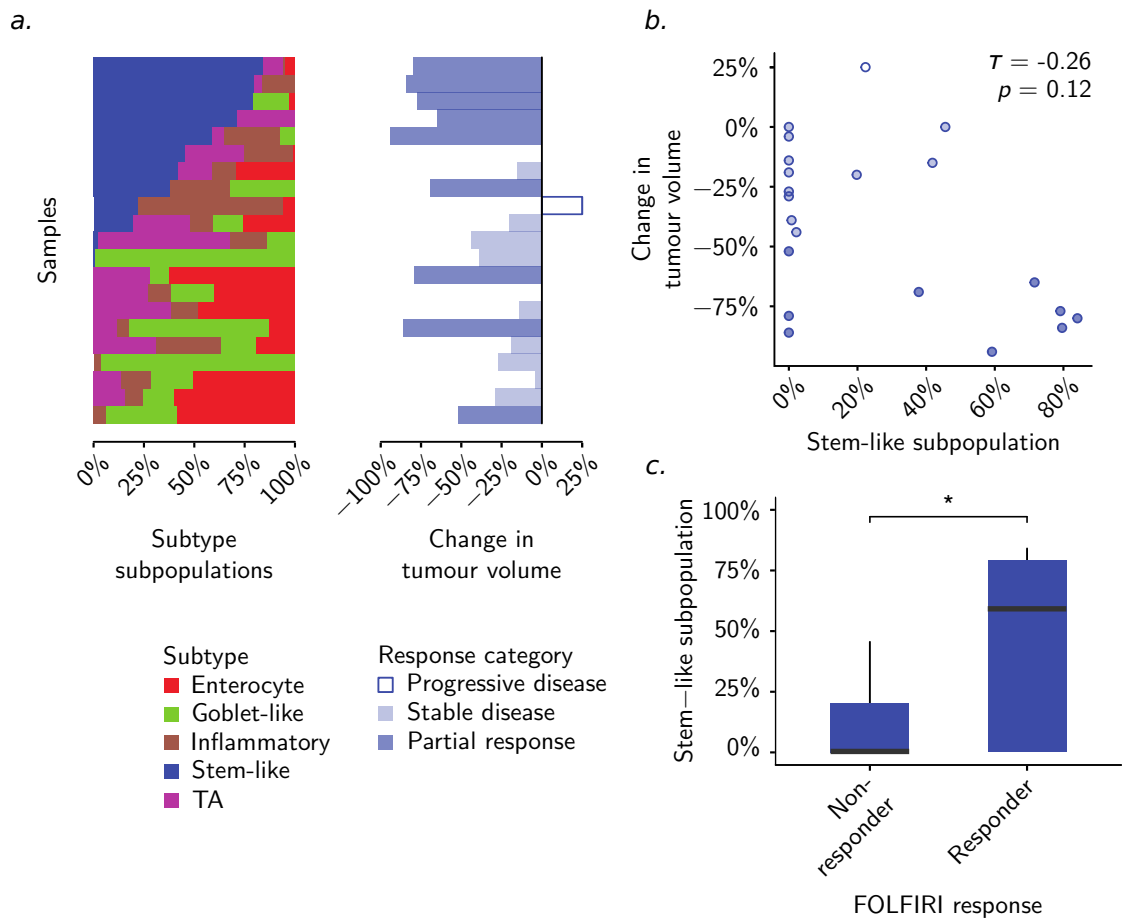 a.
Samples
0%
25%
50%
75%
100%
Subtype
subpopulations
−100%
−75%
−50%
−25%
0%
25%
Change in
tumour volume
Subtype
Enterocyte
Goblet-like
Inflammatory
Stem-like
TA
Response category
Progressive disease
Stable disease
Partial response
b.
τ = -0.26
p = 0.12
Change in
tumour volume
25%
0%
−25%
−50%
−75%
0%
20%
40%
60%
80%
Stem-like subpopulation
c.
*
Stem−like subpopulation
100%
75%
50%
25%
0%
Non-
responder
Responder
FOLFIRI response